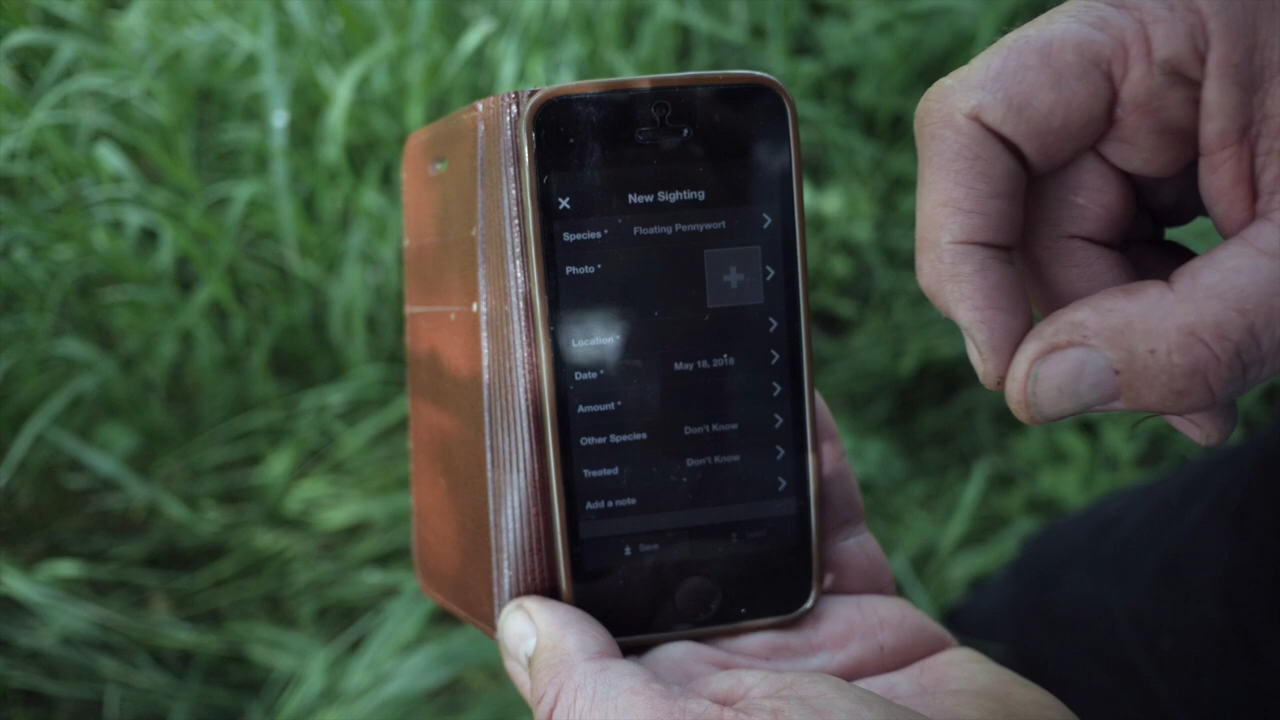 New Sighting
Species * Floating Pennywort
Photo *
Location *
Date * May 18, 2018
Amount *
Other Species Don't Know
Treated Don't Know
Add a note
Save